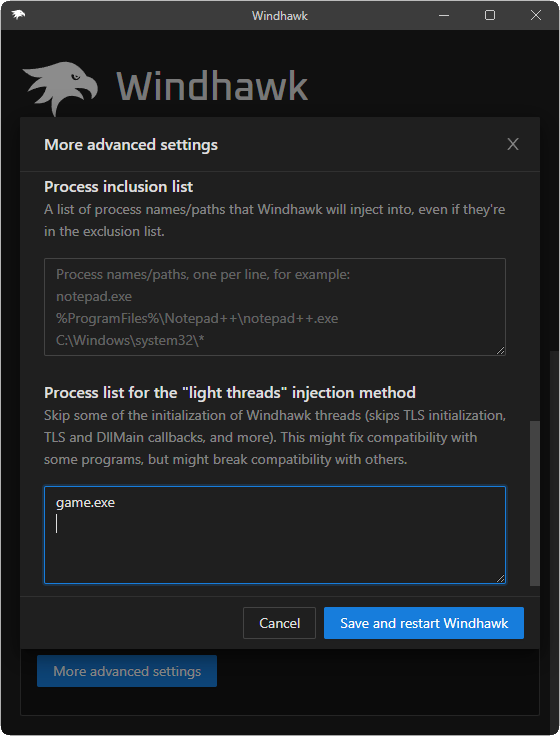 Windhawk
Windhawk
More advanced settings
Process inclusion list
A list of process names/paths that Windhawk will inject into, even if they're
in the exclusion list.
Process names/paths, one per line, for example:
notepad.exe
%ProgramFiles%\Notepad++\notepad++.exe
C:\Windows\system32\*
Process list for the "light threads" injection method
Skip some of the initialization of Windhawk threads (skips TLS initialization,
TLS and DllMain callbacks, and more). This might fix compatibility with
some programs, but might break compatibility with others.
game.exe
Cancel
Save and restart Windhawk
More advanced settings